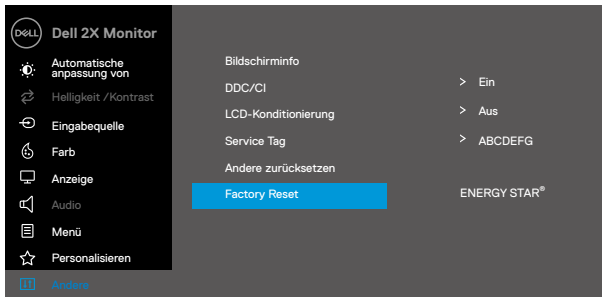 DELL
Dell 2X Monitor
Automatische
anpassung von
Helligkeit /Kontrast
Eingabequelle
Farb
Anzeige
Audio
Menü
Personalisieren
Andere
Bildschirminfo
DDC/CI > Ein
LCD-Konditionierung > Aus
Service Tag > ABCDEFG
Andere zurücksetzen
Factory Reset ENERGY STAR®